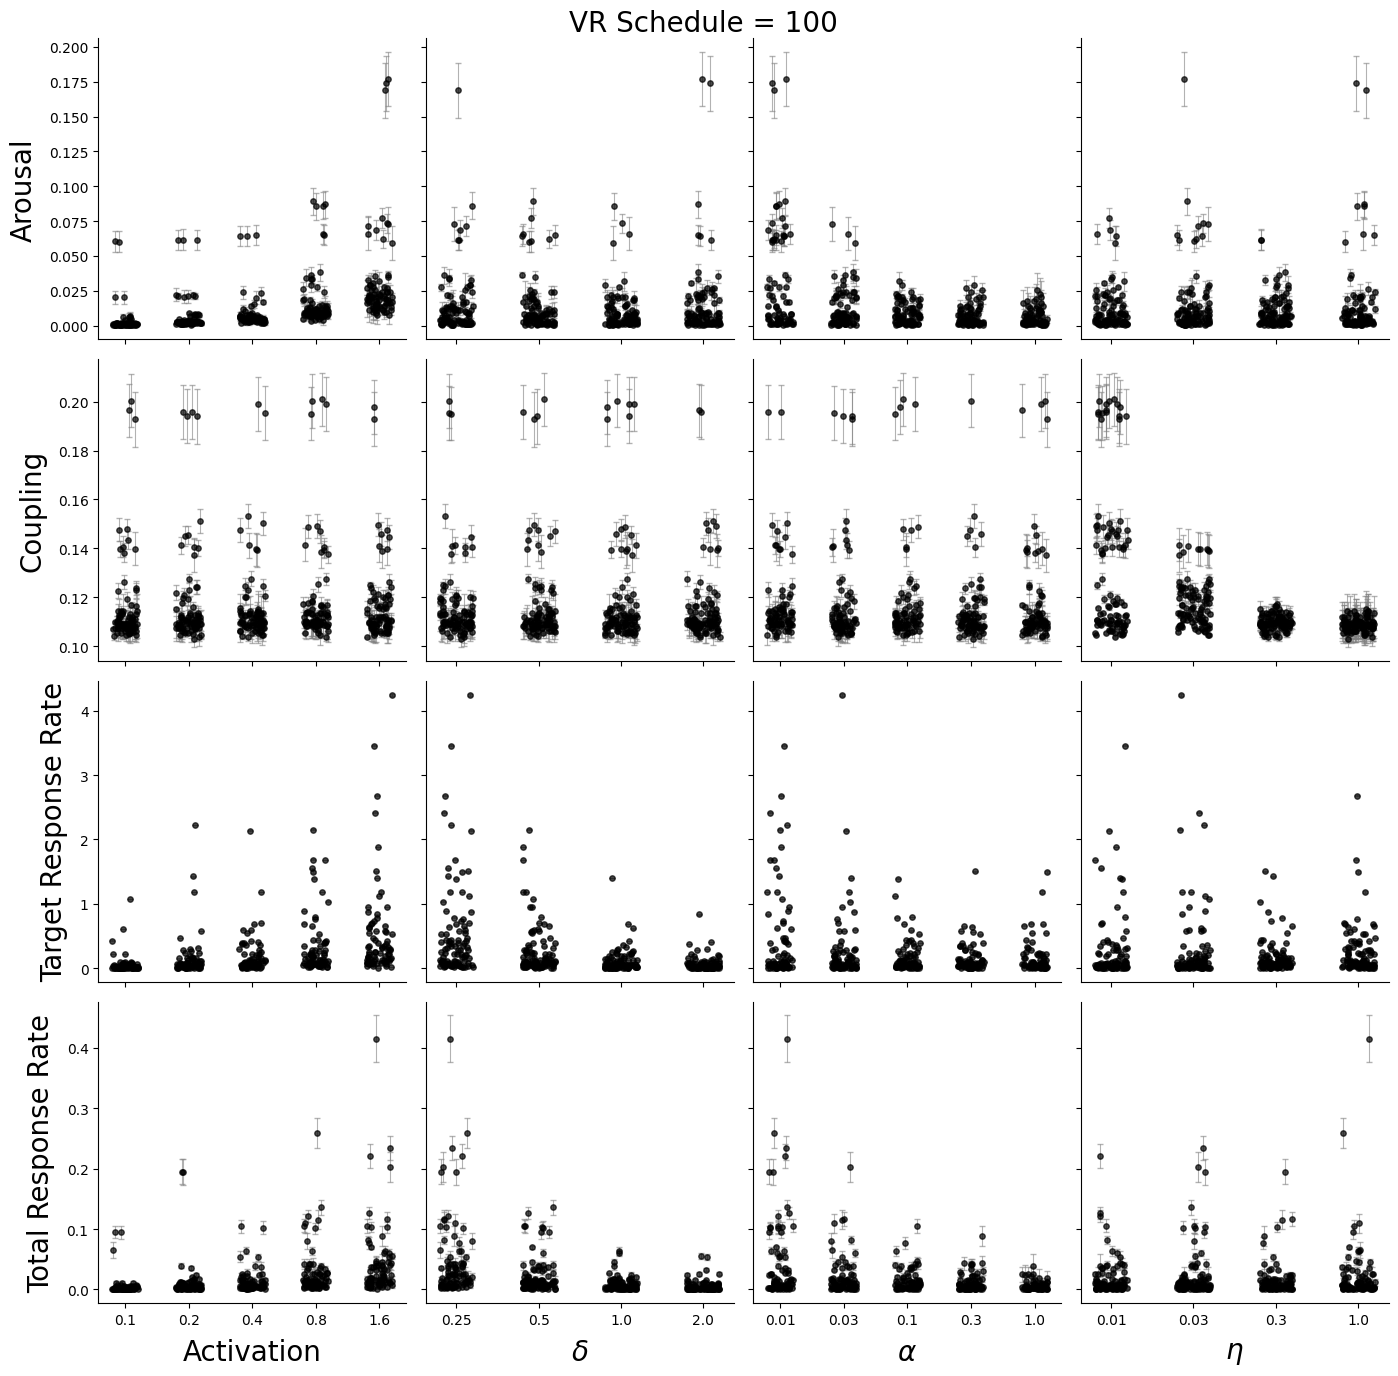 VR Schedule = 100
Arousal
0.200
0.175
0.150
0.125
0.100
0.075
0.050
0.025
0.000
Coupling
0.20
0.18
0.16
0.14
0.12
0.10
Target Response Rate
4
3
2
1
0
Total Response Rate
0.4
0.3
0.2
0.1
0.0
0.1 0.2 0.4 0.8 1.6
Activation
0.25 0.5 1.0 2.0
δ
0.01 0.03 0.1 0.3 1.0
α
0.01 0.03 0.3 1.0
η